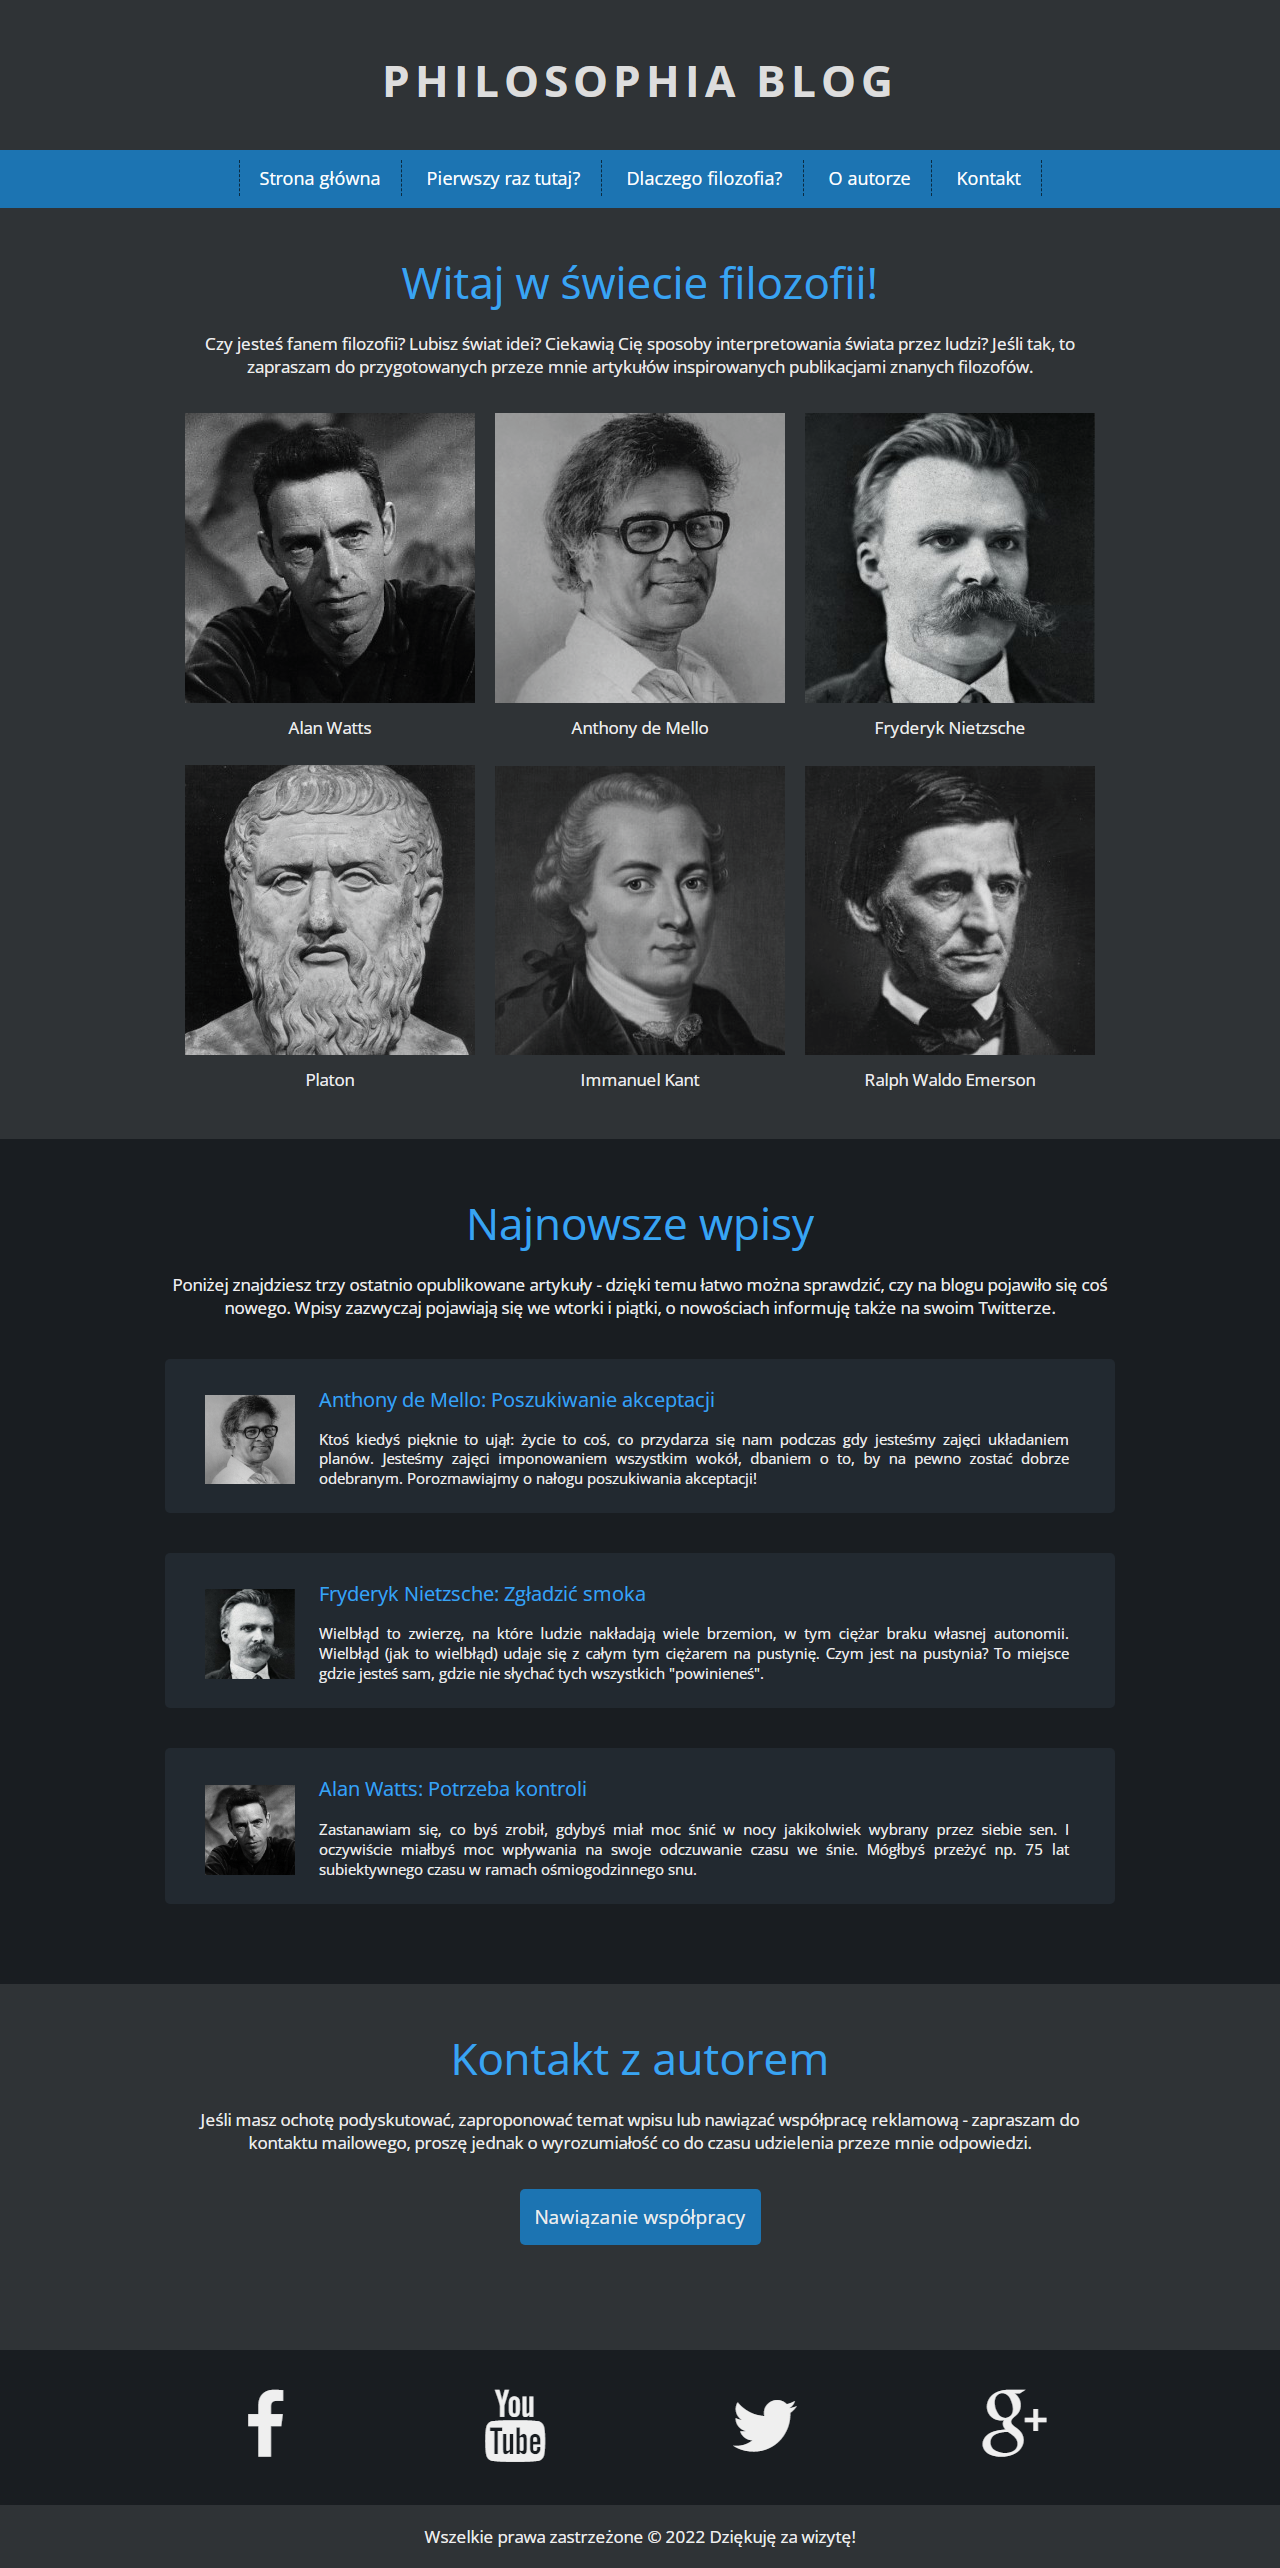 PHILOSOPHIA BLOG
Strona główna
Pierwszy raz tutaj?
Dlaczego filozofia?
O autorze
Kontakt
Witaj w świecie filozofii!
Czy jesteś fanem filozofii? Lubisz świat idei? Ciekawią Cię sposoby interpretowania świata przez ludzi? Jeśli tak, to
zapraszam do przygotowanych przeze mnie artykułów inspirowanych publikacjami znanych filozofów.
Alan Watts
Anthony de Mello
Fryderyk Nietzsche
Platon
Immanuel Kant
Ralph Waldo Emerson
Najnowsze wpisy
Poniżej znajdziesz trzy ostatnio opublikowane artykuły - dzięki temu łatwo można sprawdzić, czy na blogu pojawiło się coś
nowego. Wpisy zazwyczaj pojawiają się we wtorki i piątki, o nowościach informuję także na swoim Twitterze.
Anthony de Mello: Poszukiwanie akceptacji
Ktoś kiedyś pięknie to ujął: życie to coś, co przydarza się nam podczas gdy jesteśmy zajęci układaniem
planów. Jesteśmy zajęci imponowaniem wszystkim wokół, dbaniem o to, by na pewno zostać dobrze
odebranym. Porozmawiajmy o nałogu poszukiwania akceptacji!
Fryderyk Nietzsche: Zgładzić smoka
Wielbłąd to zwierzę, na które ludzie nakładają wiele brzemion, w tym ciężar braku własnej autonomii.
Wielbłąd (jak to wielbłąd) udaje się z całym tym ciężarem na pustynię. Czym jest na pustynia? To miejsce
gdzie jesteś sam, gdzie nie słychać tych wszystkich "powinieneś".
Alan Watts: Potrzeba kontroli
Zastanawiam się, co byś zrobił, gdybyś miał moc śnić w nocy jakikolwiek wybrany przez siebie sen. I
oczywiście miałbyś moc wpływania na swoje odczuwanie czasu we śnie. Mógłbyś przeżyć np. 75 lat
subiektywnego czasu w ramach ośmiogodzinnego snu.
Kontakt z autorem
Jeśli masz ochotę podyskutować, zaproponować temat wpisu lub nawiązać współpracę reklamową - zapraszam do
kontaktu mailowego, proszę jednak o wyrozumiałość co do czasu udzielenia przeze mnie odpowiedzi.
Nawiązanie współpracy
You
Tube
g+
Wszelkie prawa zastrzeżone © 2022 Dziękuję za wizytę!